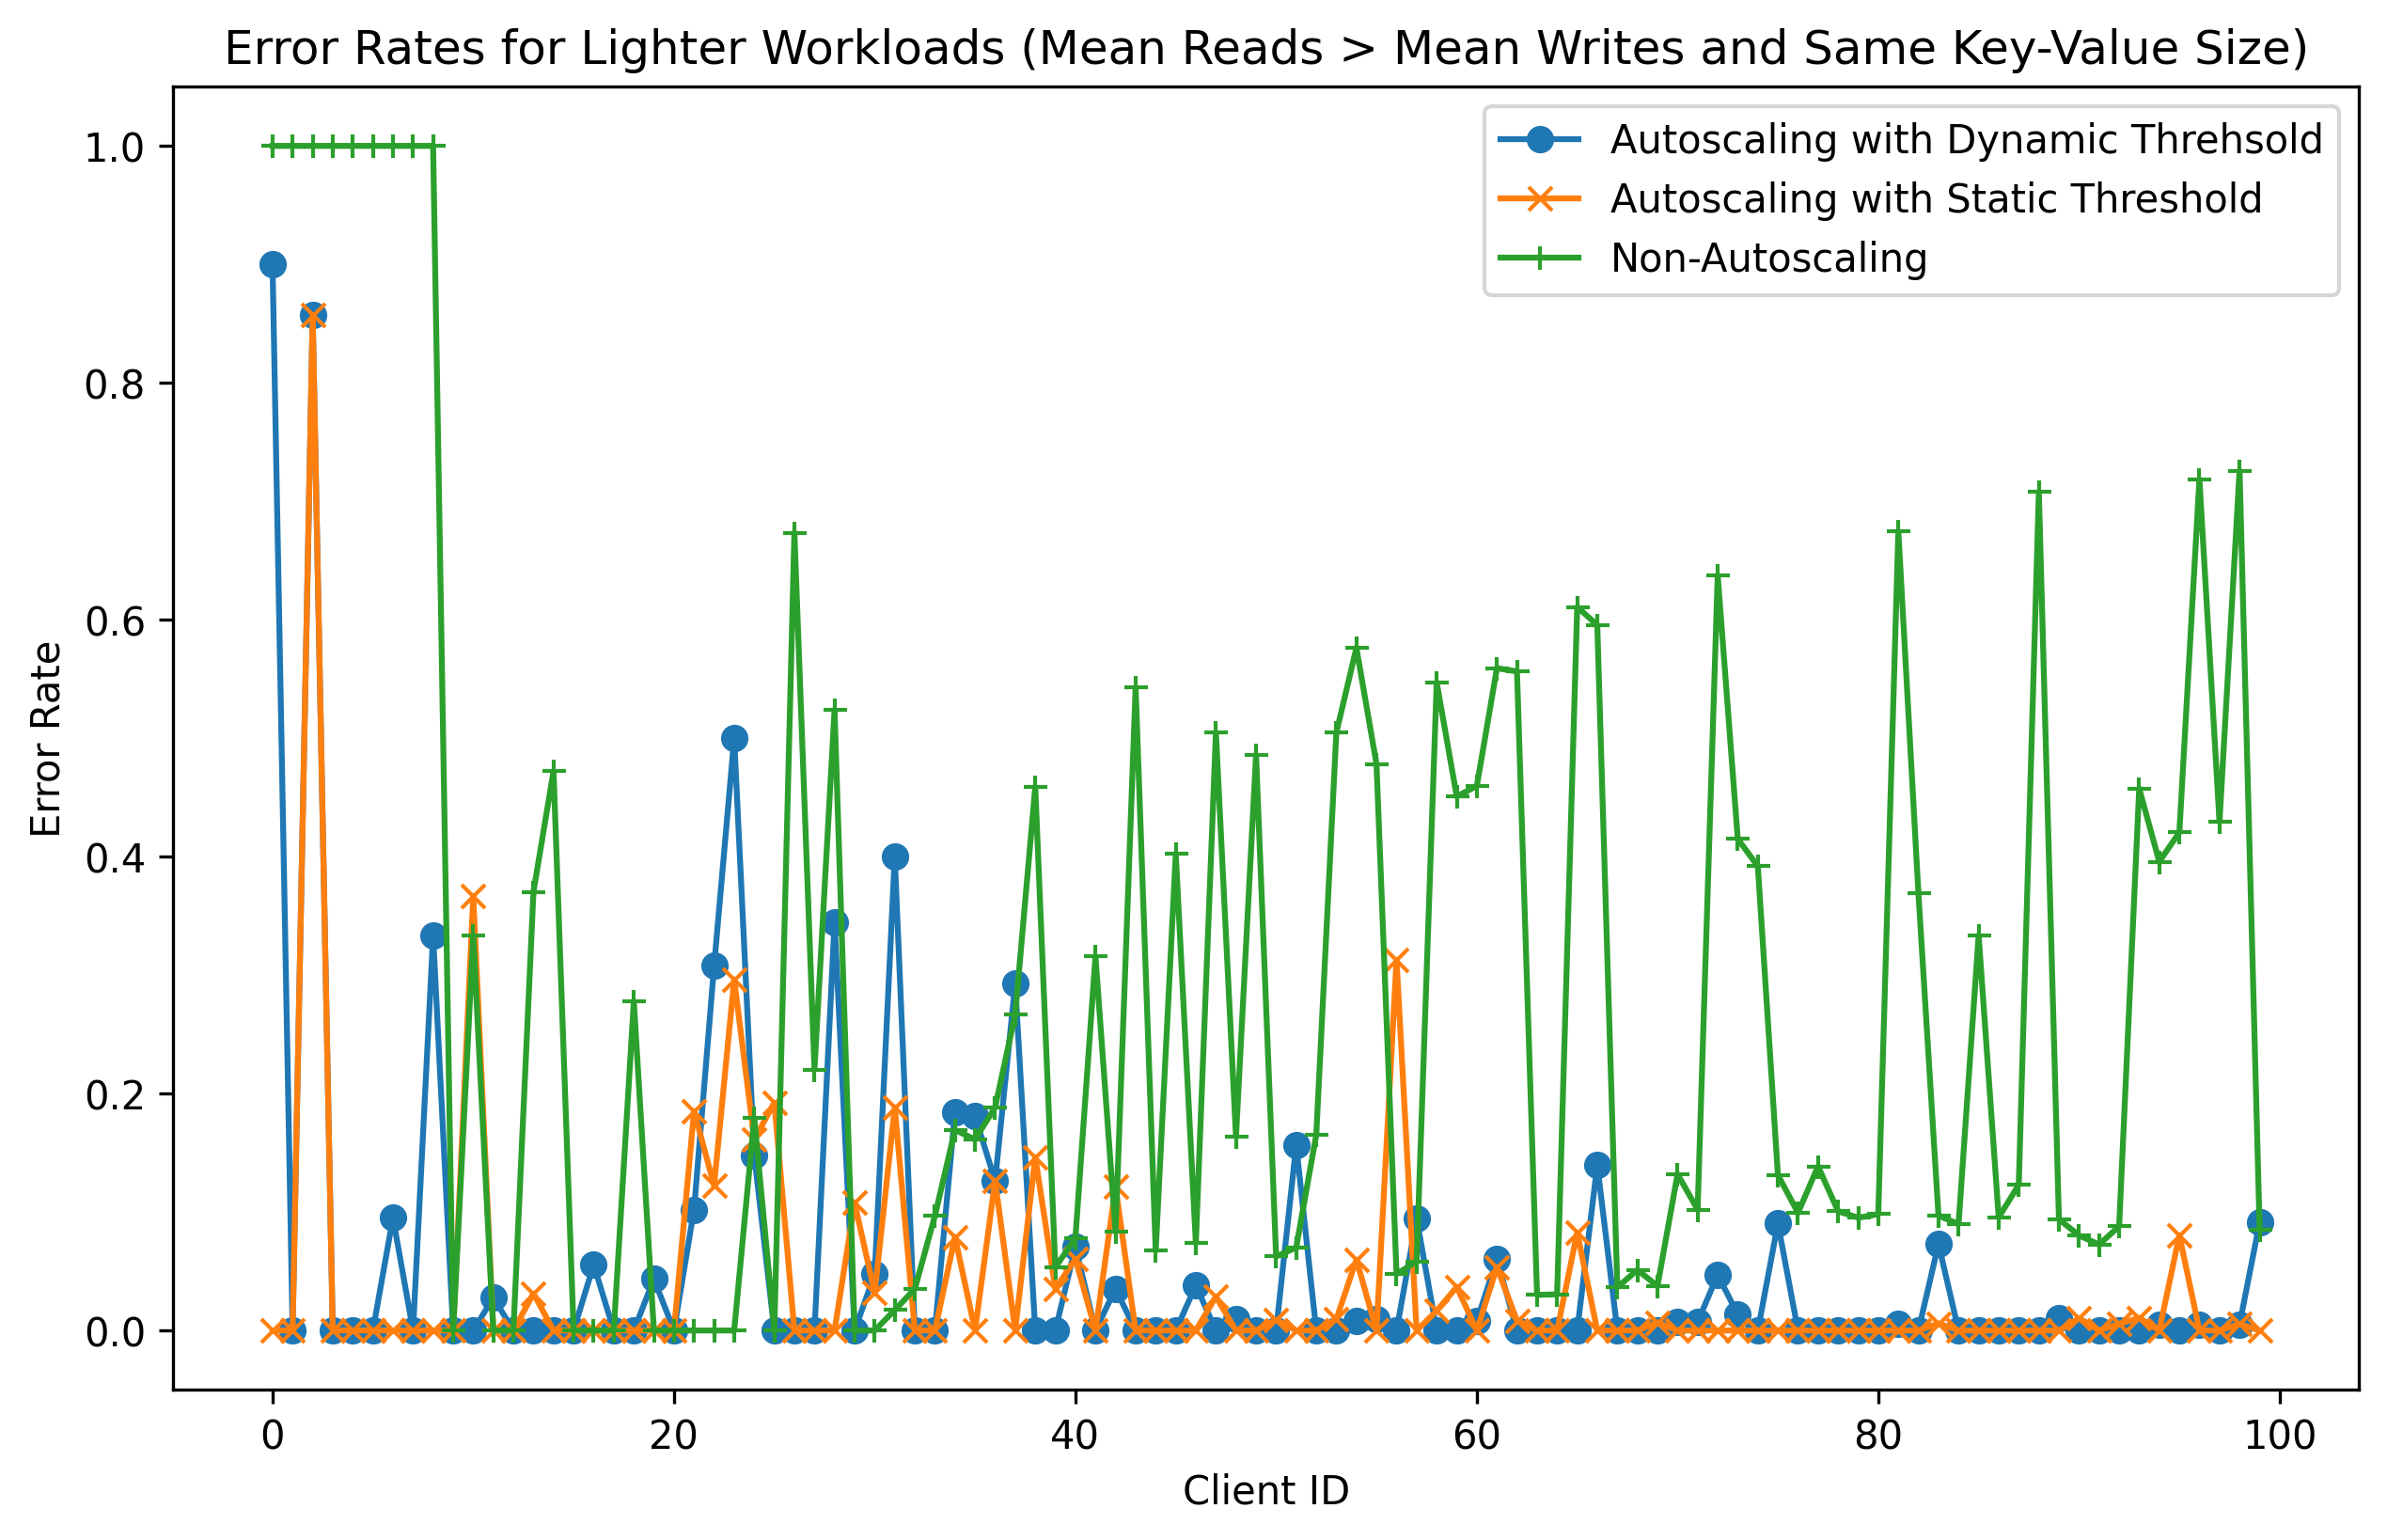 Error Rates for Lighter Workloads (Mean Reads > Mean Writes and Same Key-Value Size)
Autoscaling with Dynamic Threhsold
Autoscaling with Static Threshold
Non-Autoscaling
1.0
0.8
0.6
0.4
0.2
0.0
Error Rate
0 20 40 60 80 100
Client ID